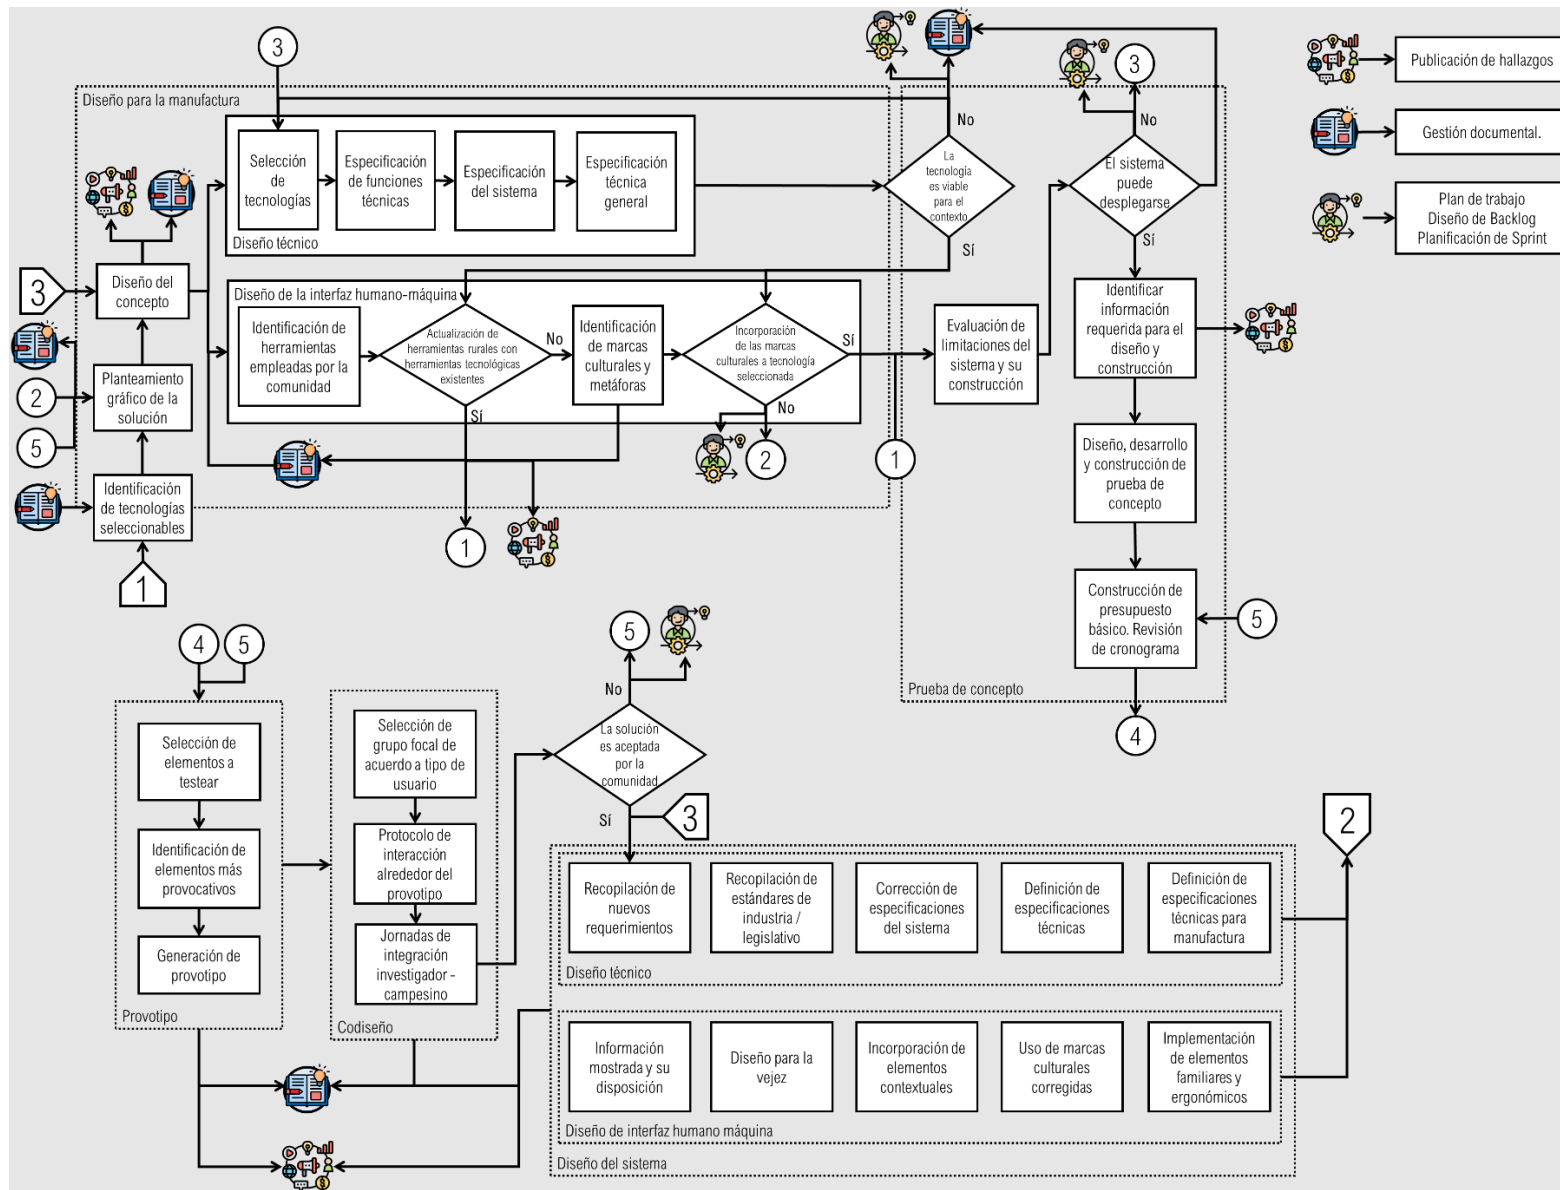 3
3
Publicación de hallazgos
Gestión documental.
Plan de trabajo
Diseño de Backlog
Planificación de Sprint
Diseño para la manufactura
Selección
de
tecnologías
Especificación
de funciones
técnicas
Especificación
del sistema
Especificación
técnica
general
Diseño técnico
No
La
tecnología
es viable
para el
contexto
Sí
No
El sistema
puede
desplegarse
Sí
3
Diseño del
concepto
2
5
Planteamiento
gráfico de la
solución
Identificación
de tecnologías
seleccionables
1
Diseño de la interfaz humano-máquina
Identificación de
herramientas
empleadas por la
comunidad
Actualización de
herramientas rurales con
herramientas tecnológicas
existentes
No
Sí
Identificación
de marcas
culturales y
metáforas
Incorporación
de las marcas
culturales a tecnología
seleccionada
Sí
No
2
1
1
Evaluación de
limitaciones del
sistema y su
construcción
Identificar
información
requerida para el
diseño y
construcción
Diseño, desarrollo
y construcción de
prueba de
concepto
Construcción de
presupuesto
básico. Revisión
de cronograma
5
Prueba de concepto
4
4
5
Selección de
elementos a
testear
Identificación de
elementos más
provocativos
Generación de
provotipo
Provotipo
Selección de
grupo focal de
acuerdo a tipo de
usuario
Protocolo de
interacción
alrededor del
provotipo
Jornadas de
integración
investigador -
campesino
Codiseño
5
No
La solución
es aceptada
por la
comunidad
Sí
3
2
Recopilación de
nuevos
requerimientos
Recopilación de
estándares de
industria /
legislativo
Corrección de
especificaciones
del sistema
Definición de
especificaciones
técnicas
Definición de
especificaciones
técnicas para
manufactura
Diseño técnico
Información
mostrada y su
disposición
Diseño para la
vejez
Incorporación de
elementos
contextuales
Uso de marcas
culturales
corregidas
Implementación
de elementos
familiares y
ergonómicos
Diseño de interfaz humano máquina
Diseño del sistema